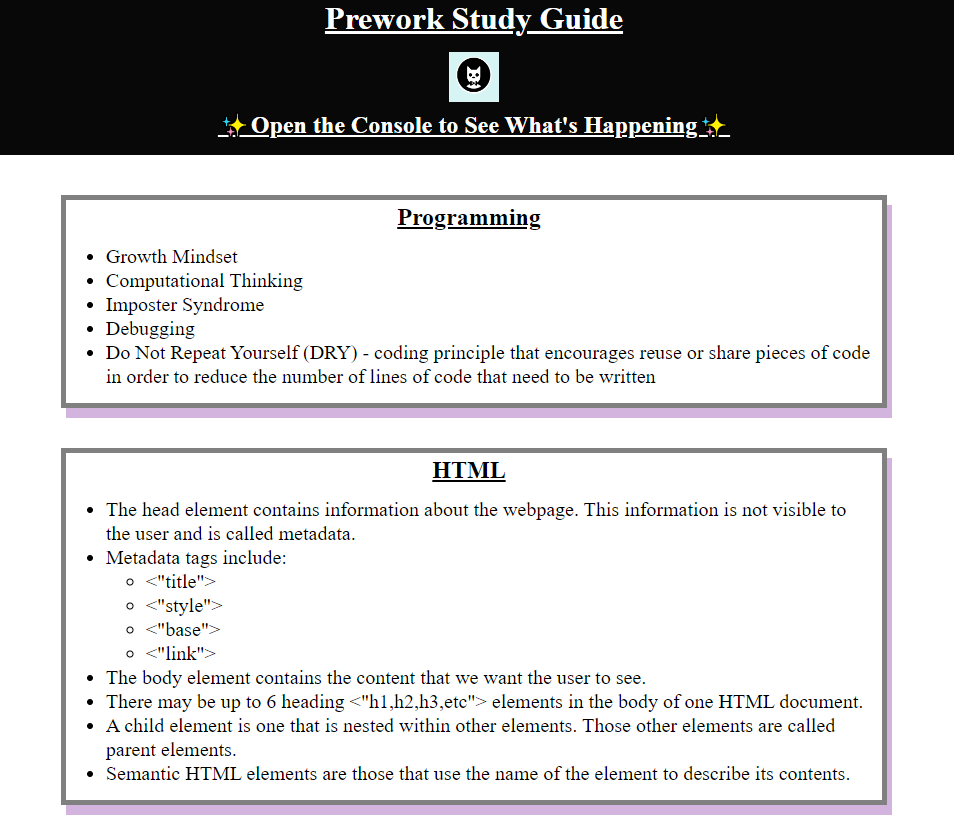 Prework Study Guide
✨ Open the Console to See What's Happening ✨
Programming
Growth Mindset
Computational Thinking
Imposter Syndrome
Debugging
Do Not Repeat Yourself (DRY) - coding principle that encourages reuse or share pieces of code
in order to reduce the number of lines of code that need to be written
HTML
The head element contains information about the webpage. This information is not visible to
the user and is called metadata.
Metadata tags include:
<"title">
<"style">
<"base">
<"link">
The body element contains the content that we want the user to see.
There may be up to 6 heading <"h1,h2,h3,etc"> elements in the body of one HTML document.
A child element is one that is nested within other elements. Those other elements are called
parent elements.
Semantic HTML elements are those that use the name of the element to describe its contents.